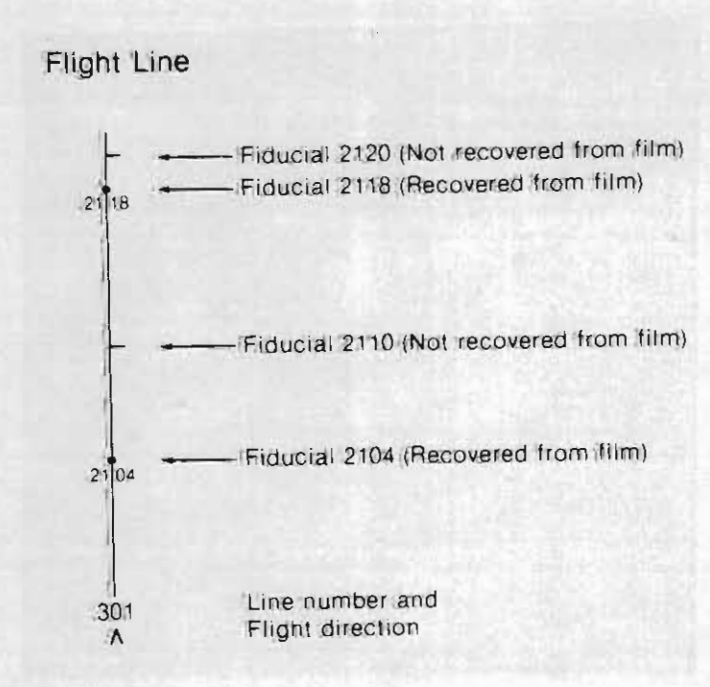 Flight Line
Fiducial 2120 (Not recovered from film)
Fiducial 2118 (Recovered from film)
2118
Fiducial 2110 (Not recovered from film)
Fiducial 2104 (Recovered from film)
2104
301
Line number and
Flight direction